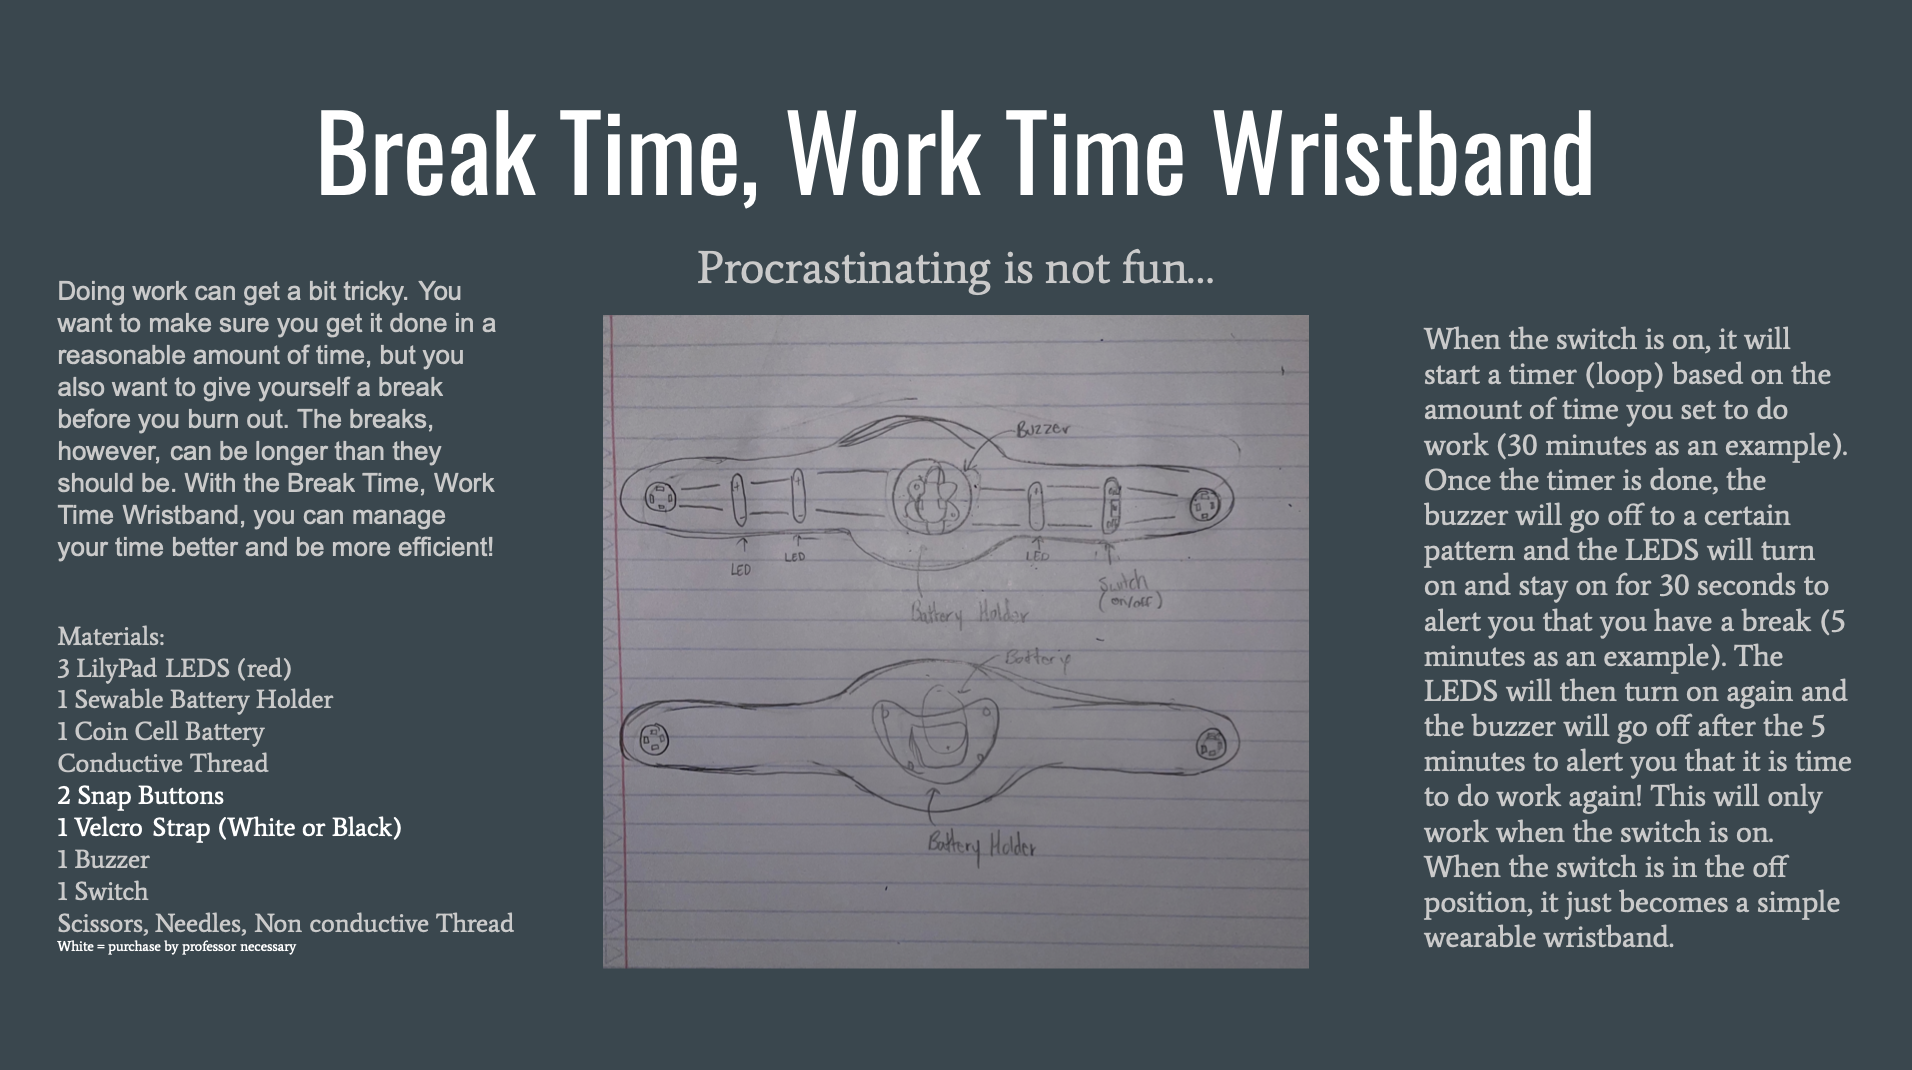 Break Time, Work Time Wristband
Procrastinating is not fun...
Doing work can get a bit tricky. You
want to make sure you get it done in a
reasonable amount of time, but you
also want to give yourself a break
before you burn out. The breaks,
however, can be longer than they
should be. With the Break Time, Work
Time Wristband, you can manage
your time better and be more efficient!
Materials:
3 LilyPad LEDS (red)
1 Sewable Battery Holder
1 Coin Cell Battery
Conductive Thread
2 Snap Buttons
1 Velcro Strap (White or Black)
1 Buzzer
1 Switch
Scissors, Needles, Non conductive Thread
White = purchase by professor necessary
Buzzer
LED
LED
LED
Switch
(on/off)
Battery Holder
Battery
Battery Holder
When the switch is on, it will
start a timer (loop) based on the
amount of time you set to do
work (30 minutes as an example).
Once the timer is done, the
buzzer will go off to a certain
pattern and the LEDS will turn
on and stay on for 30 seconds to
alert you that you have a break (5
minutes as an example). The
LEDS will then turn on again and
the buzzer will go off after the 5
minutes to alert you that it is time
to do work again! This will only
work when the switch is on.
When the switch is in the off
position, it just becomes a simple
wearable wristband.